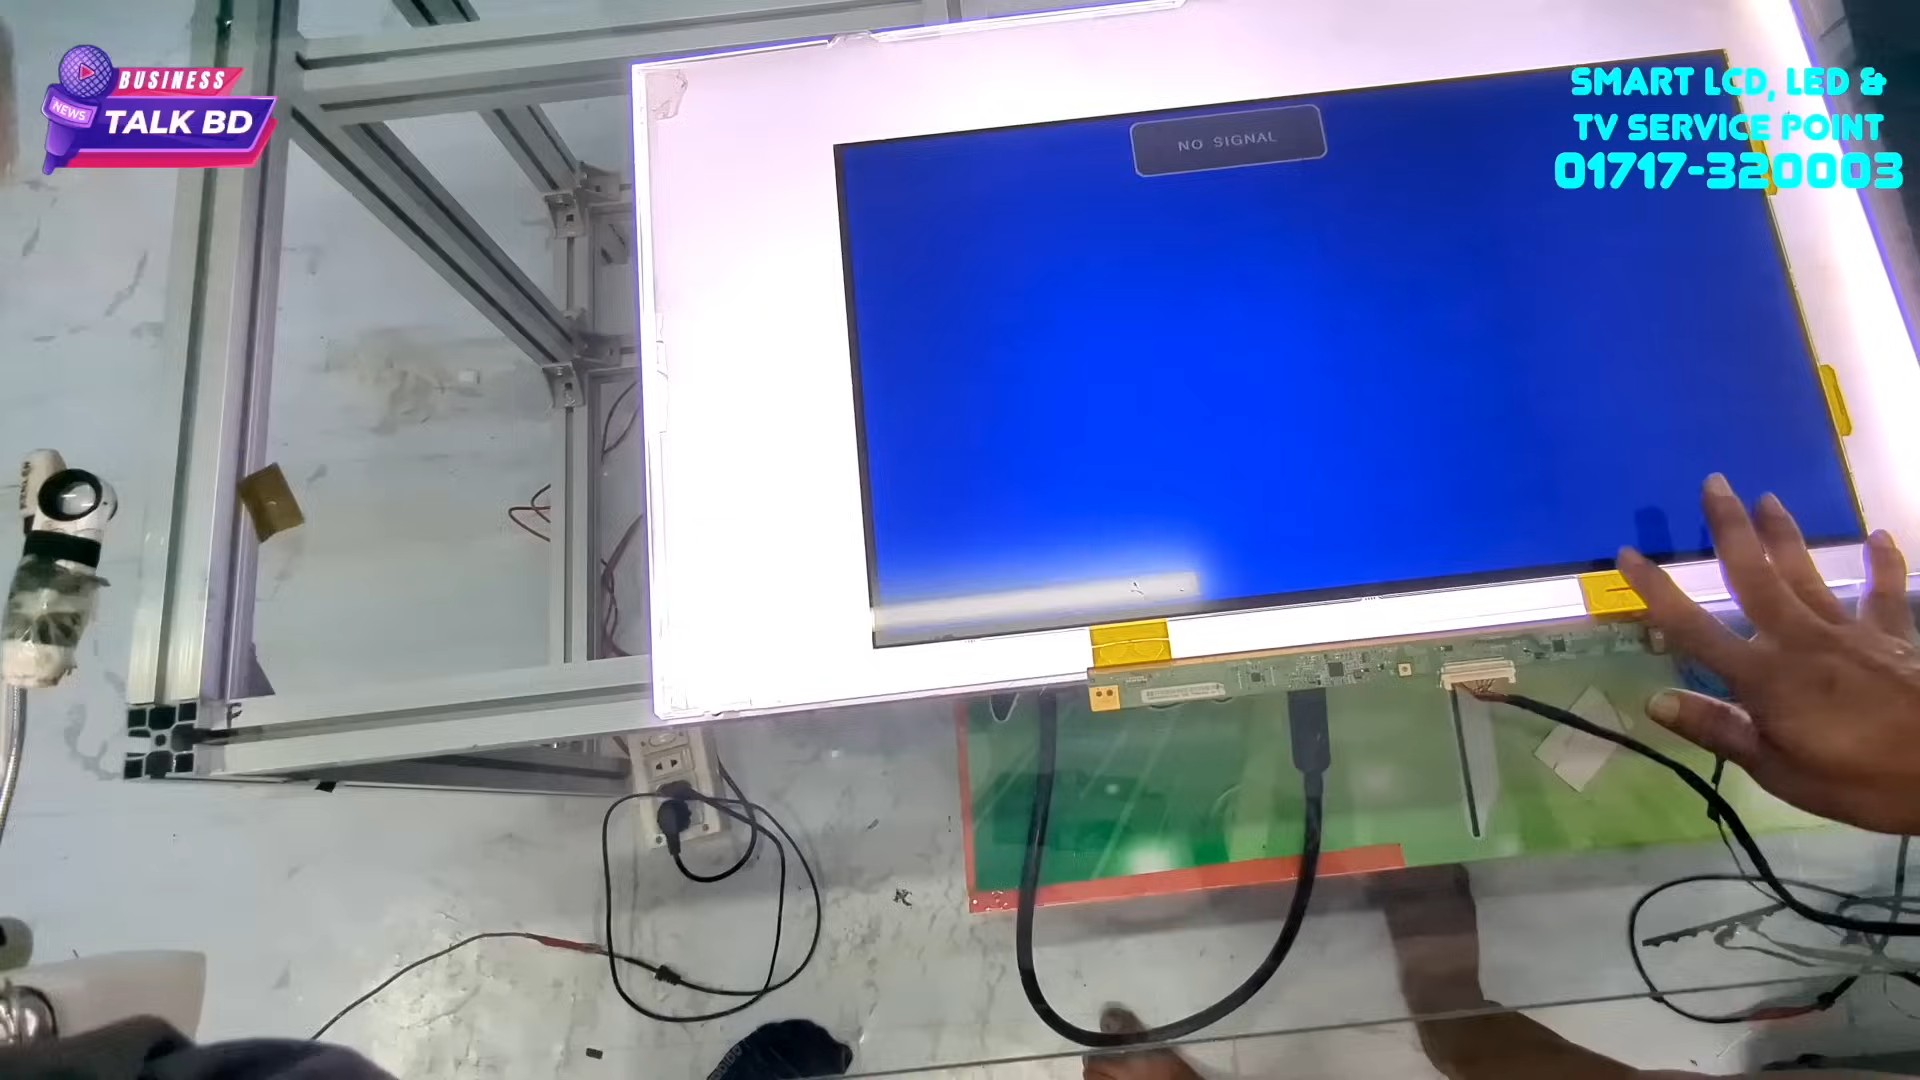 BUSINESS
NEWS
TALK BD
SMART LCD, LED &
TV SERVICE POINT
01717-320003
NO SIGNAL